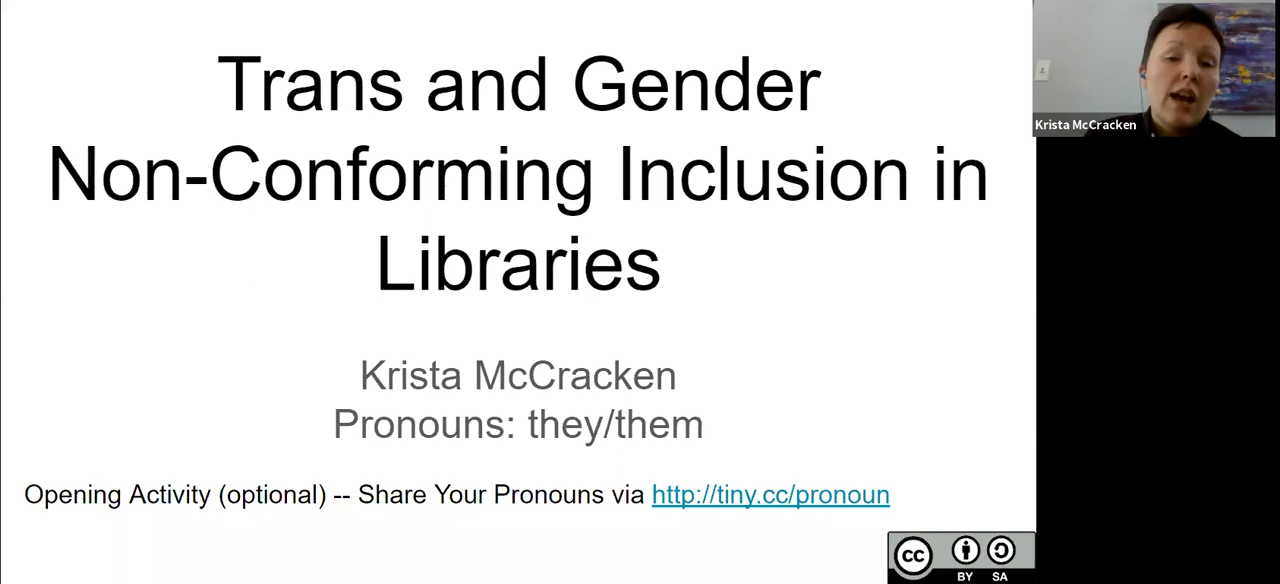 Trans and Gender
Non-Conforming Inclusion in
Libraries
Krista McCracken
Pronouns: they/them
Opening Activity (optional) -- Share Your Pronouns via http://tiny.cc/pronoun
Krista McCracken
cc
BY SA